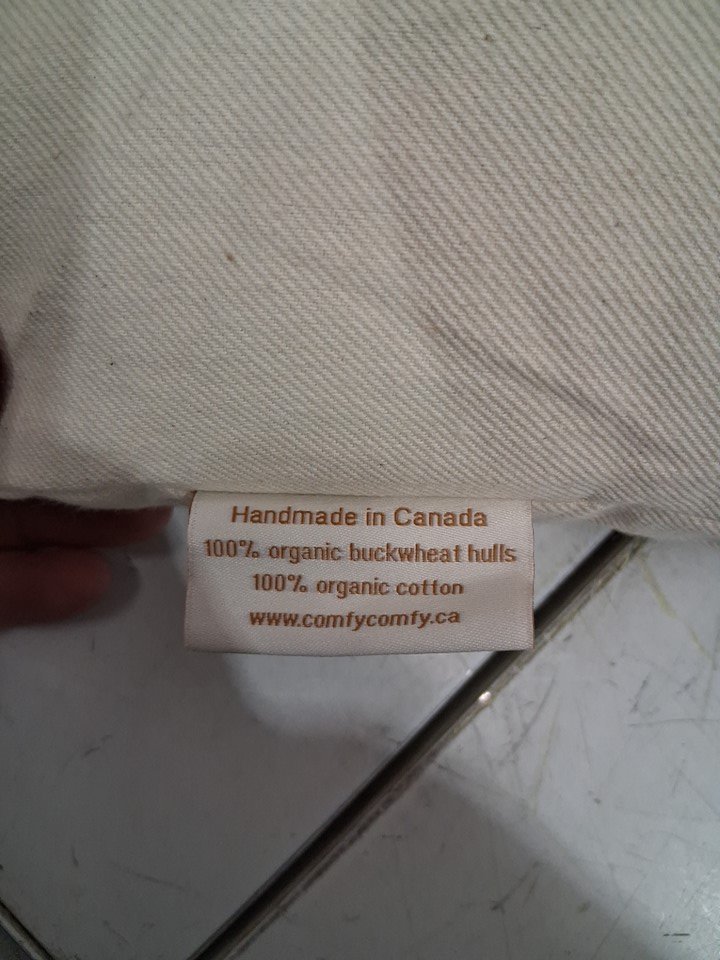 Handmade in Canada
100% organic buckwheat hulls
100% organic cotton
www.comfycomfy.ca